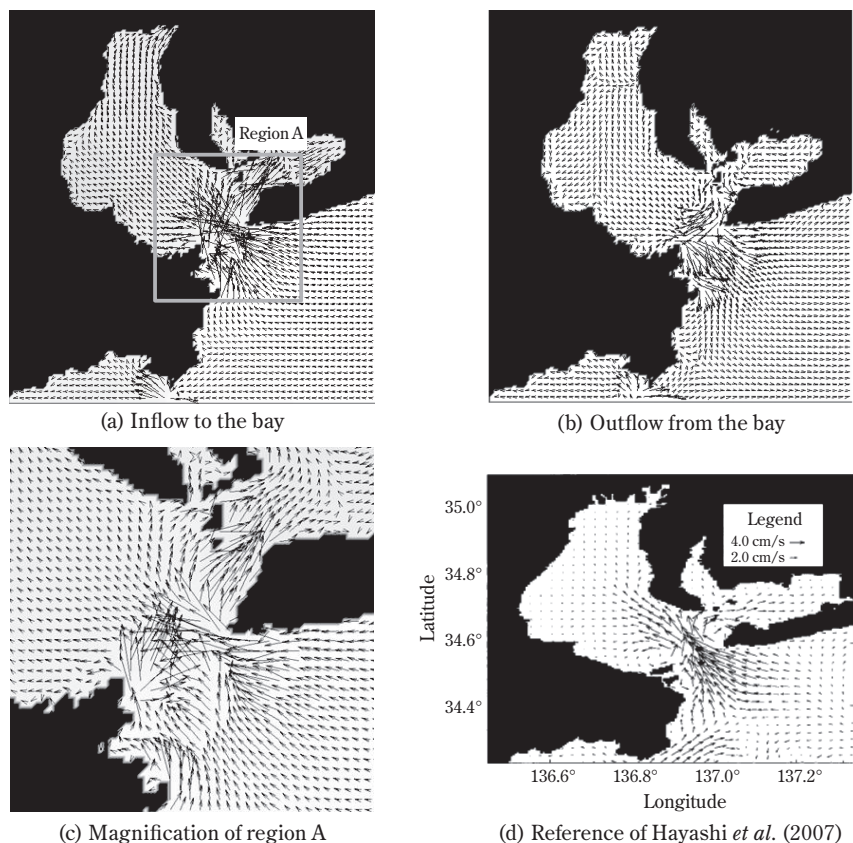 Region A
(a) Inflow to the bay
(b) Outflow from the bay
(c) Magnification of region A
35.0°
34.8°
34.6°
34.4°
Latitude
Legend
4.0 cm/s
2.0 cm/s
136.6° 136.8° 137.0° 137.2°
Longitude
(d) Reference of Hayashi et al. (2007)